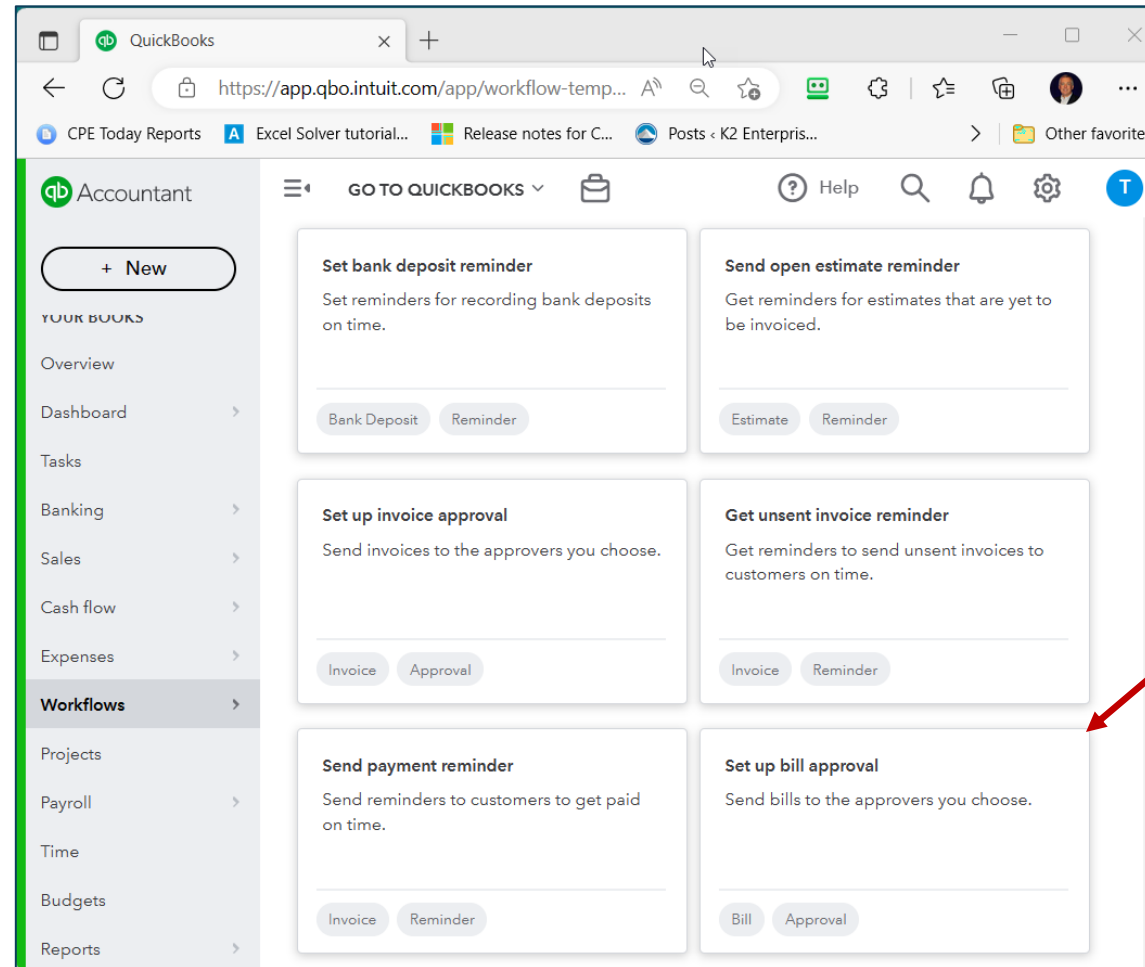 QuickBooks
https://app.qbo.intuit.com/app/workflow-temp...
CPE Today Reports
Excel Solver tutorial...
Release notes for C...
Posts ‹ K2 Enterpris...
Other favorite
qb Accountant
GO TO QUICKBOOKS
Help
T
+ New
YOUR BOOKS
Overview
Dashboard
Tasks
Banking
Sales
Cash flow
Expenses
Workflows
Projects
Payroll
Time
Budgets
Reports
Set bank deposit reminder
Set reminders for recording bank deposits
on time.
Bank Deposit Reminder
Send open estimate reminder
Get reminders for estimates that are yet to
be invoiced.
Estimate Reminder
Set up invoice approval
Send invoices to the approvers you choose.
Invoice Approval
Get unsent invoice reminder
Get reminders to send unsent invoices to
customers on time.
Invoice Reminder
Send payment reminder
Send reminders to customers to get paid
on time.
Invoice Reminder
Set up bill approval
Send bills to the approvers you choose.
Bill Approval